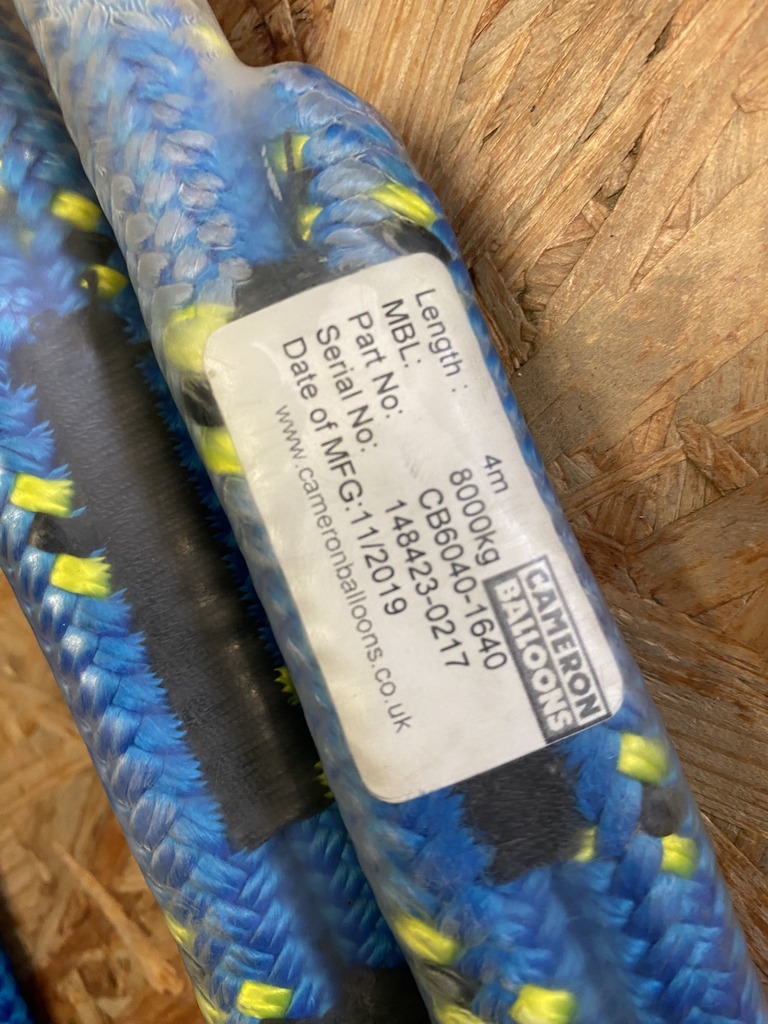 Length : 4m
MBL: 8000kg
Part No: CB6040-1640
Serial No: 148423-0217
Date of MFG:11/2019
www.cameronballoons.co.uk
CAMERON
BALLOONS